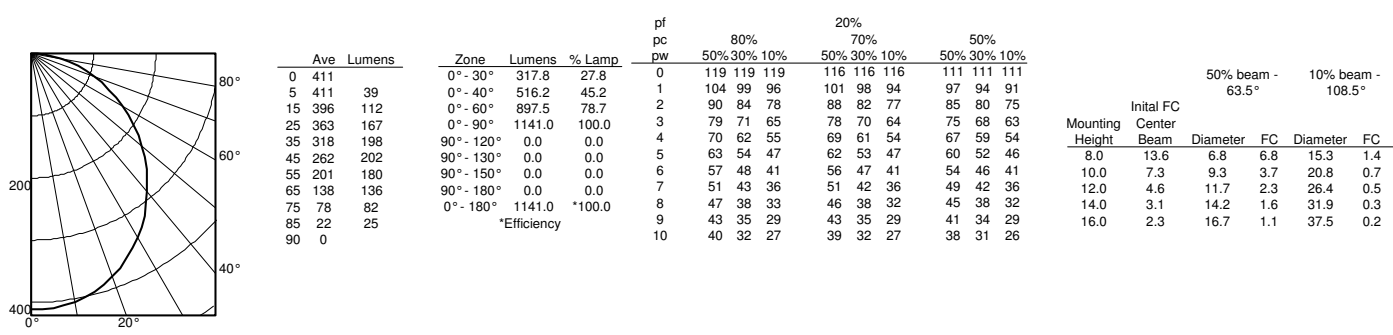 80°
60°
200
40°
400
0° 20°
Ave Lumens
0 411
5 411 39
15 396 112
25 363 167
35 318 198
45 262 202
55 201 180
65 138 136
75 78 82
85 22 25
90 0
Zone Lumens % Lamp
0° - 30° 317.8 27.8
0° - 40° 516.2 45.2
0° - 60° 897.5 78.7
0° - 90° 1141.0 100.0
90° - 120° 0.0 0.0
90° - 130° 0.0 0.0
90° - 150° 0.0 0.0
90° - 180° 0.0 0.0
0° - 180° 1141.0 *100.0
*Efficiency
pf 20%
pc 80% 70% 50%
pw 50% 30% 10% 50% 30% 10% 50% 30% 10%
0 119 119 119 116 116 116 111 111 111
1 104 99 96 101 98 94 97 94 91
2 90 84 78 88 82 77 85 80 75
3 79 71 65 78 70 64 75 68 63
4 70 62 55 69 61 54 67 59 54
5 63 54 47 62 53 47 60 52 46
6 57 48 41 56 47 41 54 46 41
7 51 43 36 51 42 36 49 42 36
8 47 38 33 46 38 32 45 38 32
9 43 35 29 43 35 29 41 34 29
10 40 32 27 39 32 27 38 31 26
50% beam - 10% beam -
63.5° 108.5°
Inital FC
Mounting Center
Height Beam Diameter FC Diameter FC
8.0 13.6 6.8 6.8 15.3 1.4
10.0 7.3 9.3 3.7 20.8 0.7
12.0 4.6 11.7 2.3 26.4 0.5
14.0 3.1 14.2 1.6 31.9 0.3
16.0 2.3 16.7 1.1 37.5 0.2